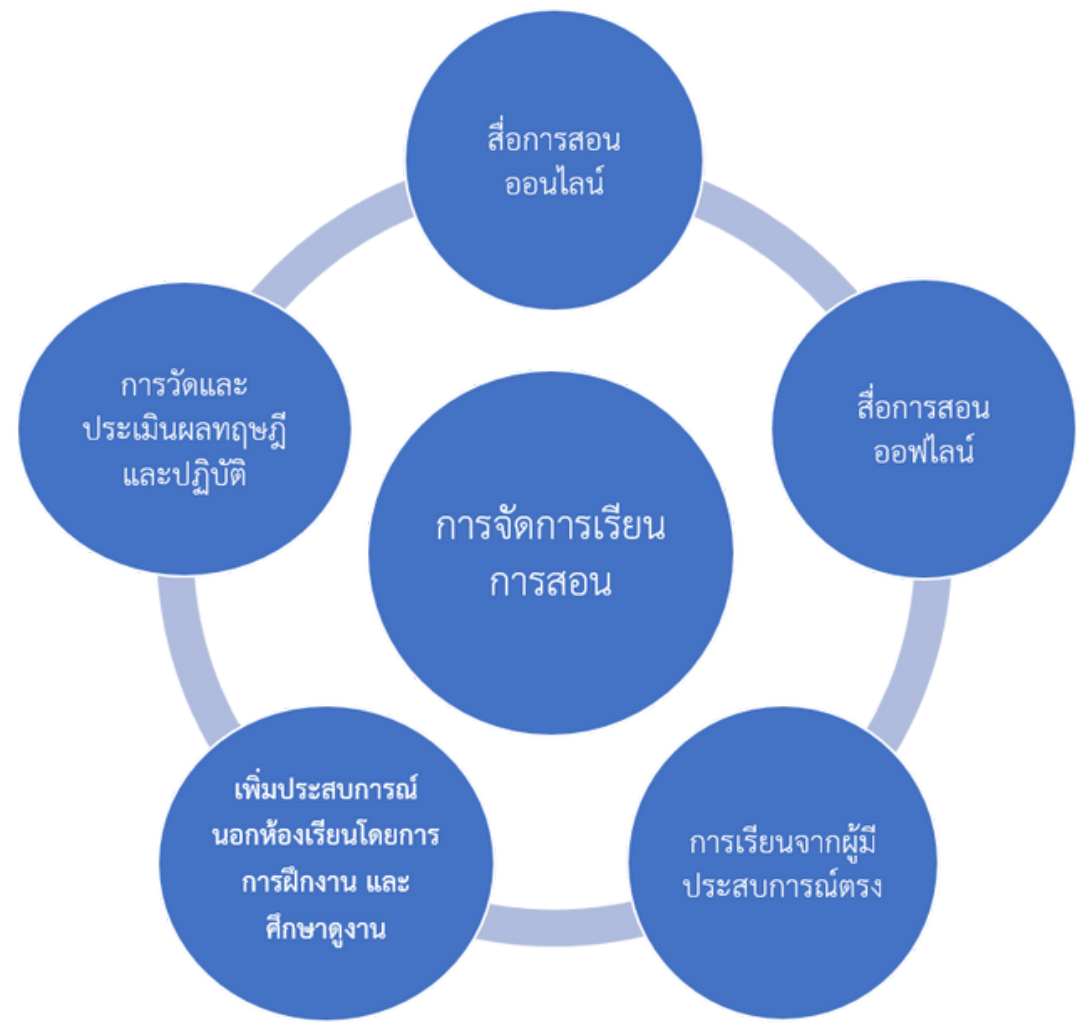 สื่อการสอน
ออนไลน์
สื่อการสอน
ออฟไลน์
การเรียนจากผู้มี
ประสบการณ์ตรง
เพิ่มประสบการณ์
นอกห้องเรียนโดยการ
การฝึกงาน และ
ศึกษาดูงาน
การวัดและ
ประเมินผลทฤษฎี
และปฏิบัติ
การจัดการเรียน
การสอน